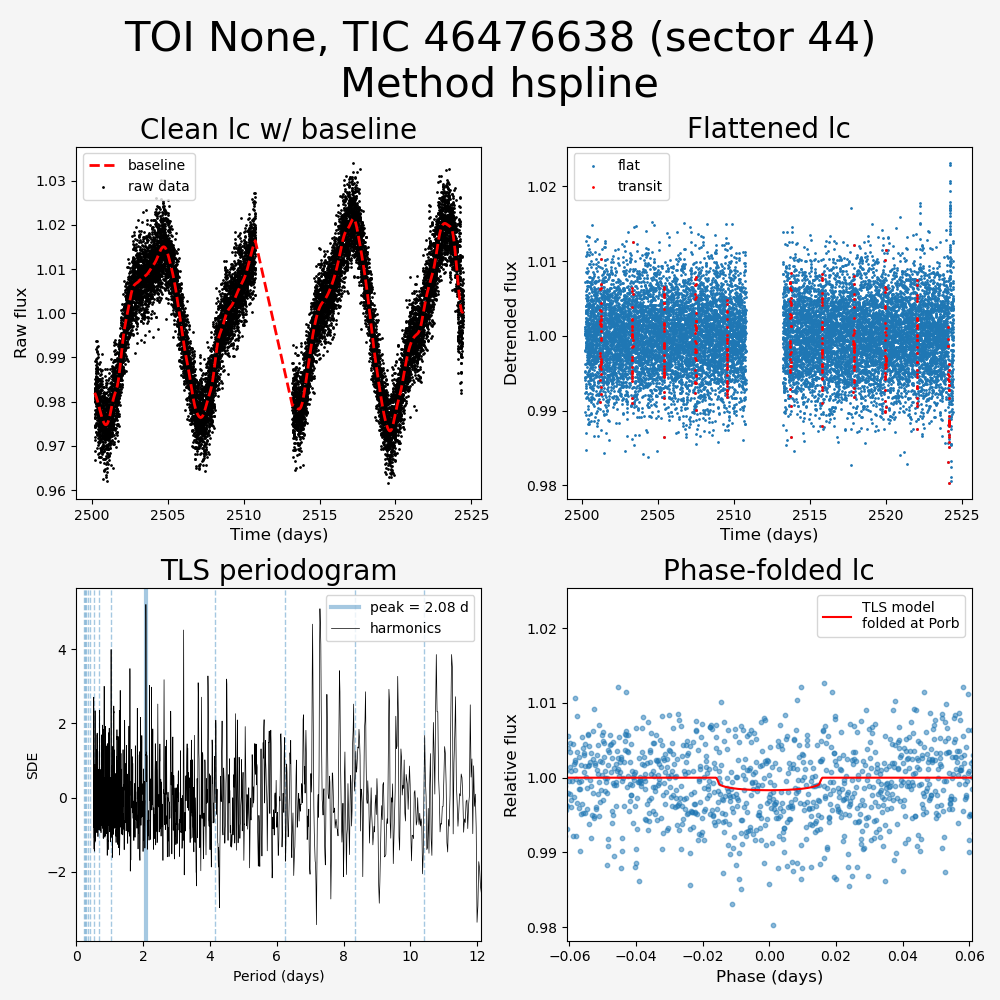 TOI None, TIC 46476638 (sector 44)
Method hspline
Clean lc w/ baseline
baseline
raw data
Raw flux
1.03
1.02
1.01
1.00
0.99
0.98
0.97
0.96
2500
2505
2510
2515
2520
2525
Time (days)
Flattened lc
flat
transit
Detrended flux
1.02
1.01
1.00
0.99
0.98
2500
2505
2510
2515
2520
2525
Time (days)
TLS periodogram
peak = 2.08 d
harmonics
SDE
4
2
0
−2
0
2
4
6
8
10
12
Period (days)
Phase-folded lc
TLS model
folded at Porb
Relative flux
1.02
1.01
1.00
0.99
0.98
−0.06
−0.04
−0.02
0.00
0.02
0.04
0.06
Phase (days)